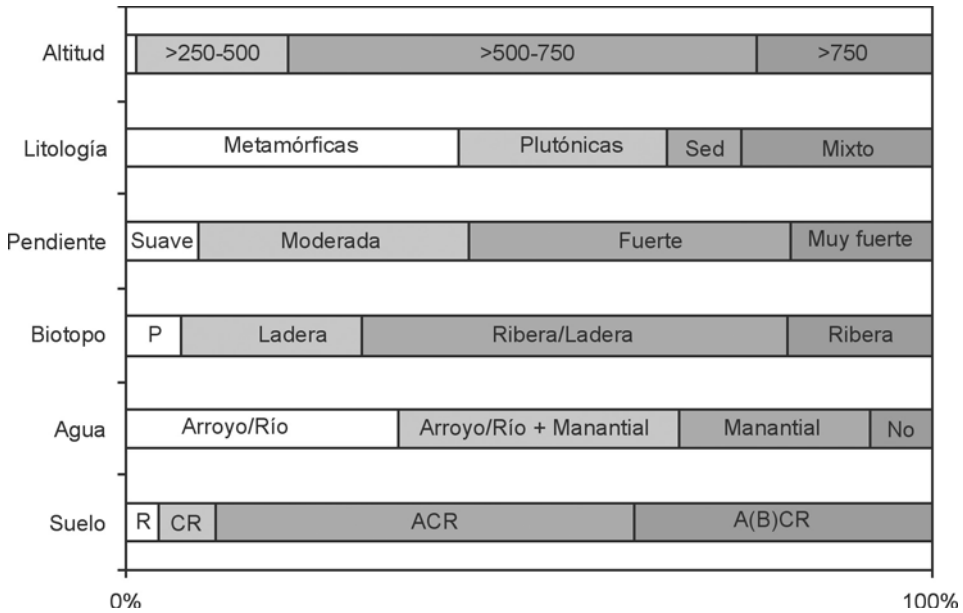 Altitud >250-500 >500-750 >750
Litología Metamórficas Plutónicas Sed Mixto
Pendiente Suave Moderada Fuerte Muy fuerte
Biotopo P Ladera Ribera/Ladera Ribera
Agua Arroyo/Río Arroyo/Río + Manantial Manantial No
Suelo R CR ACR A(B)CR
0% 100%